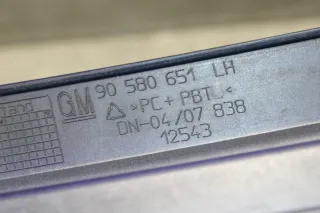 GM 90 580 651 LH
>PC+PBT<
DN-04/07 838
12543